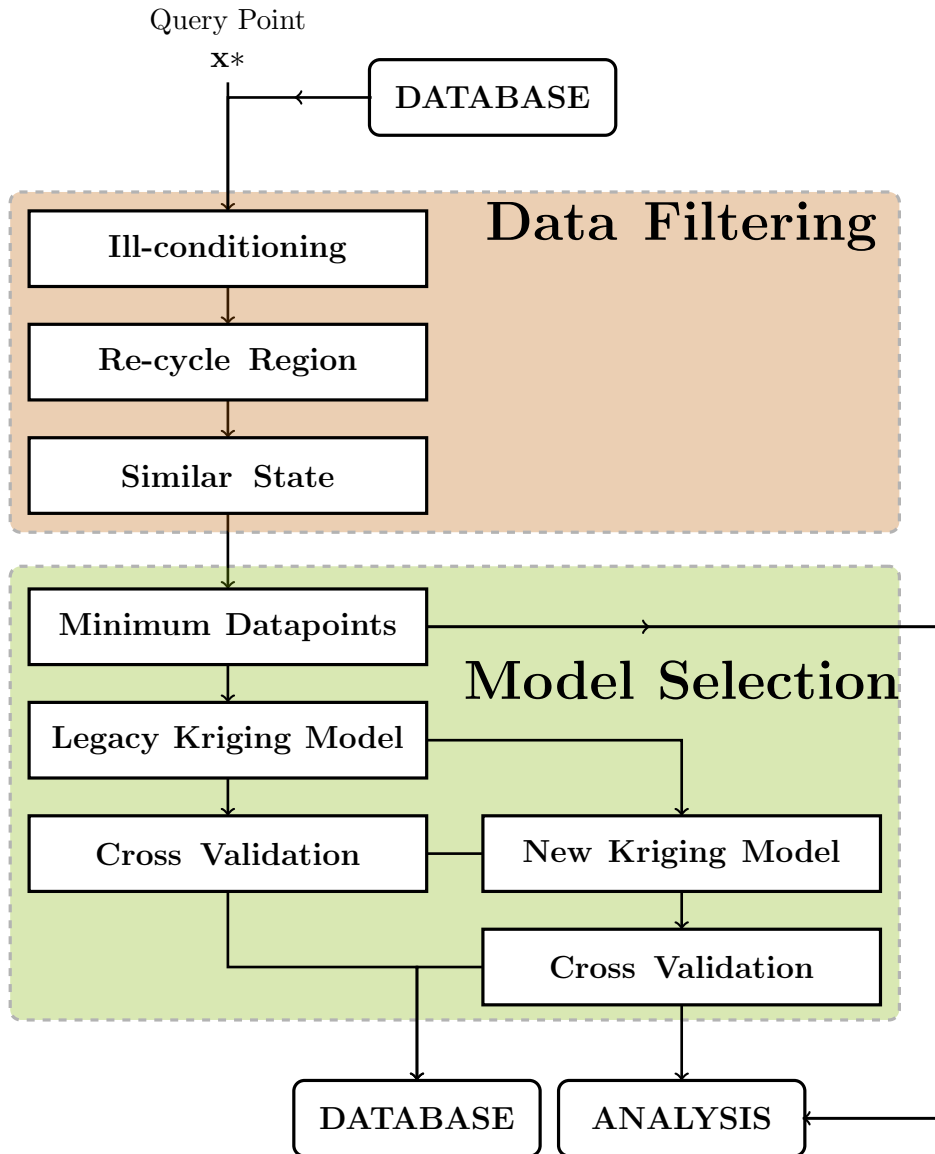 Query Point
x*
DATABASE
Data Filtering
Ill-conditioning
Re-cycle Region
Similar State
Minimum Datapoints
Model Selection
Legacy Kriging Model
Cross Validation
New Kriging Model
Cross Validation
DATABASE
ANALYSIS